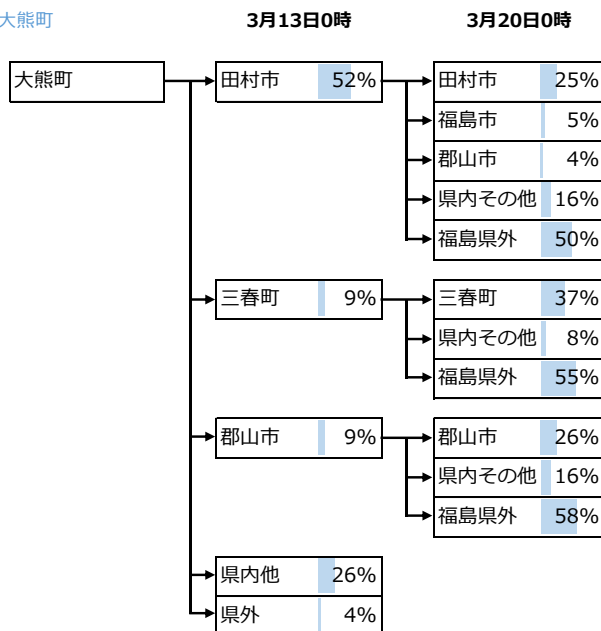 大熊町
3月13日0時 3月20日0時
大熊町 田村市 52% 田村市 25%
福島市 5%
郡山市 4%
県内その他 16%
福島県外 50%
三春町 9% 三春町 37%
県内その他 8%
福島県外 55%
郡山市 9% 郡山市 26%
県内その他 16%
福島県外 58%
県内他 26%
県外 4%